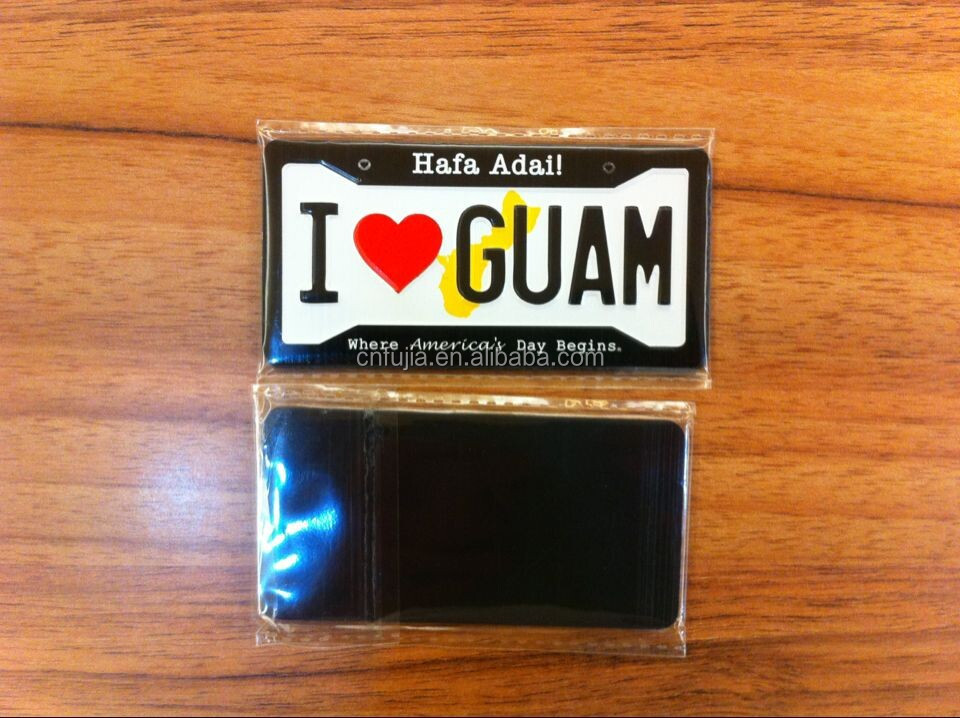 Hafa Adai!
I ❤ GUAM
Where America's Day Begins®
cnfujia.en.alibaba.com